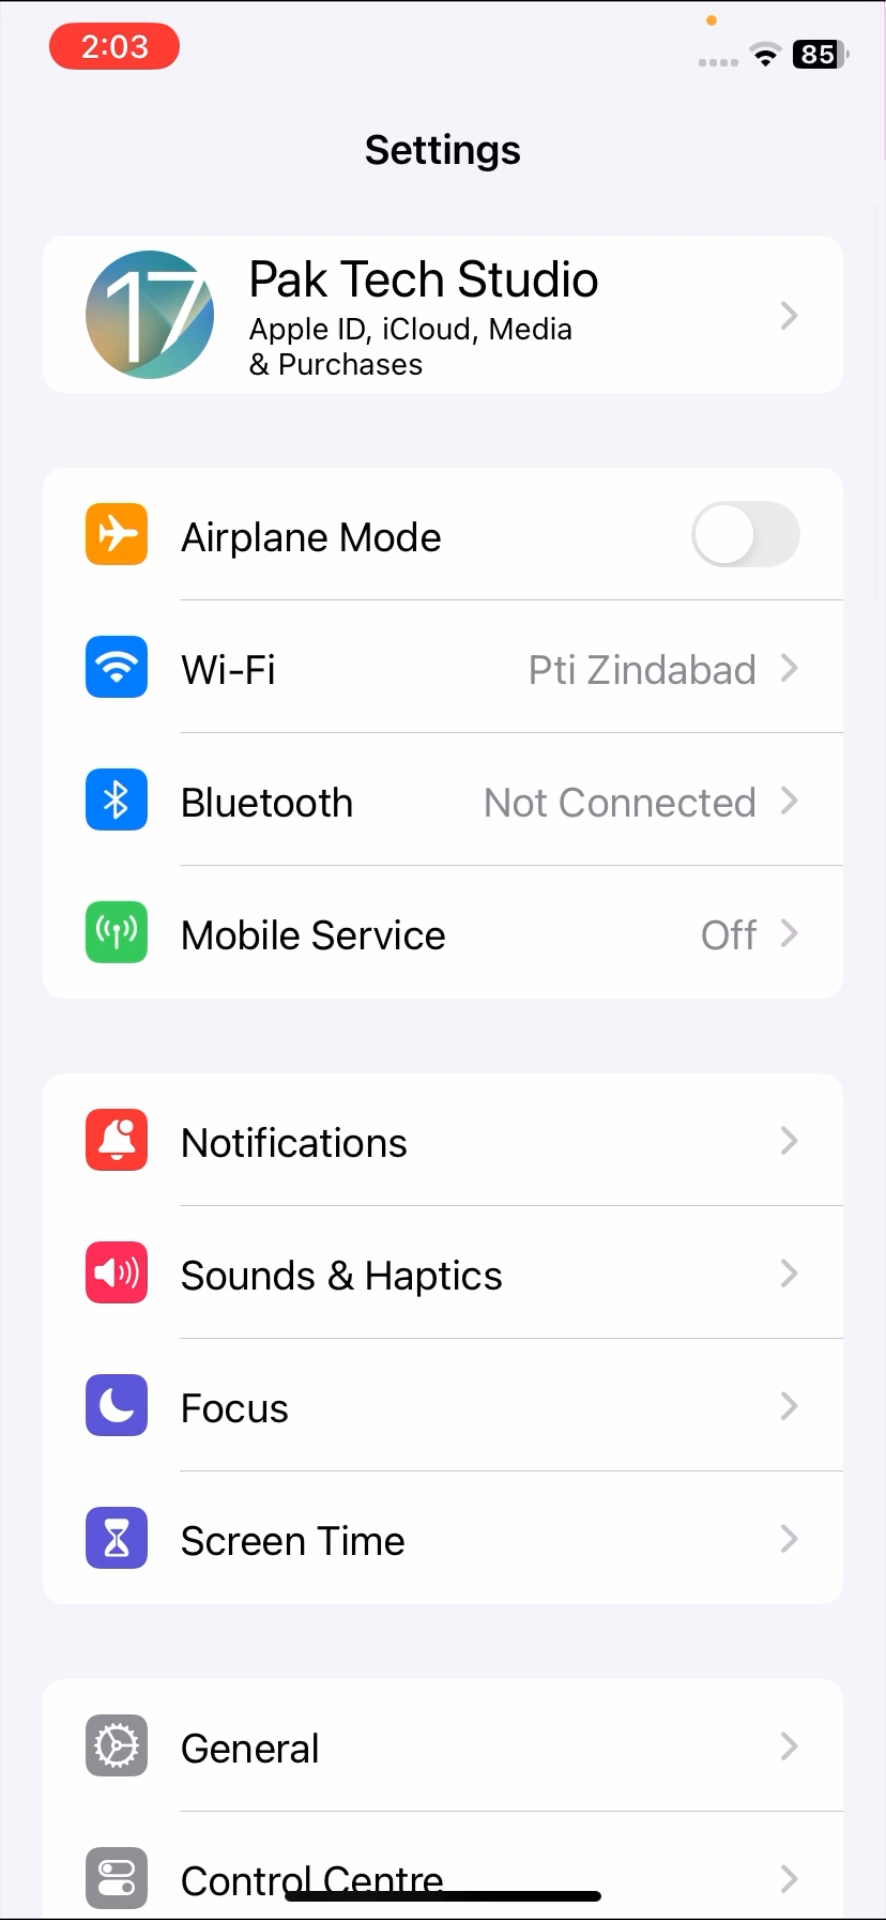 2:03
85
Settings
17
Pak Tech Studio
Apple ID, iCloud, Media
& Purchases
Airplane Mode
Wi-Fi Pti Zindabad
Bluetooth Not Connected
Mobile Service Off
Notifications
Sounds & Haptics
Focus
Screen Time
General
Control Centre